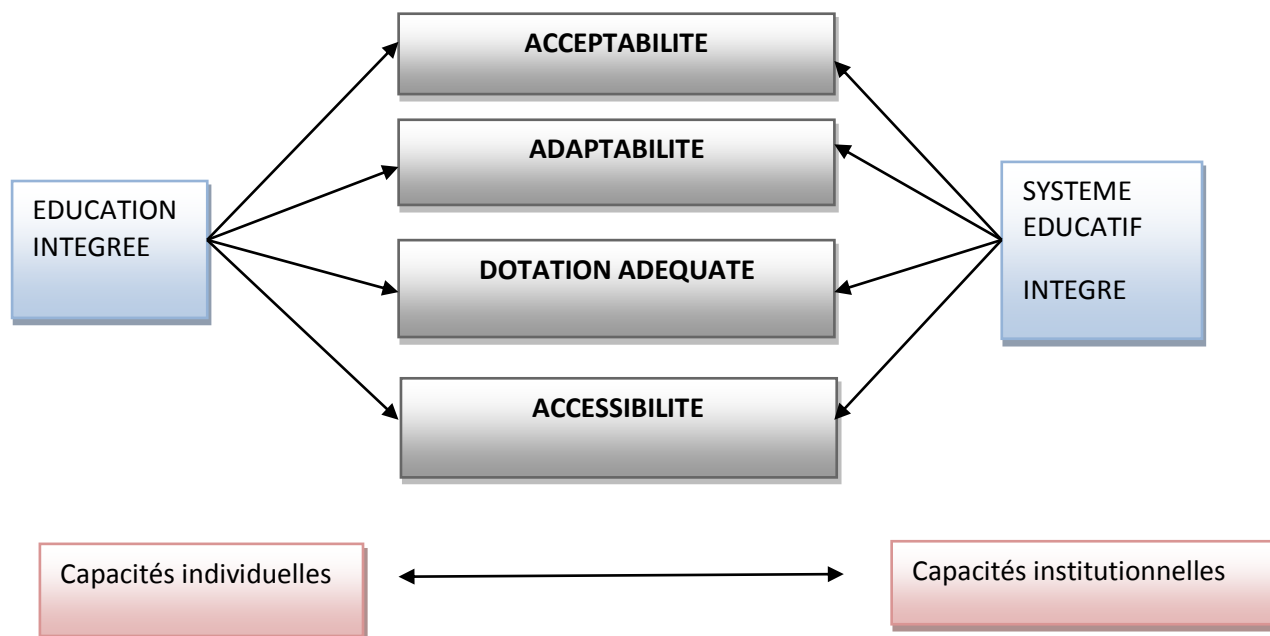 ACCEPTABILITE
ADAPTABILITE
EDUCATION
INTEGREE
SYSTEME
EDUCATIF
INTEGRE
DOTATION ADEQUATE
ACCESSIBILITE
Capacités individuelles
Capacités institutionnelles